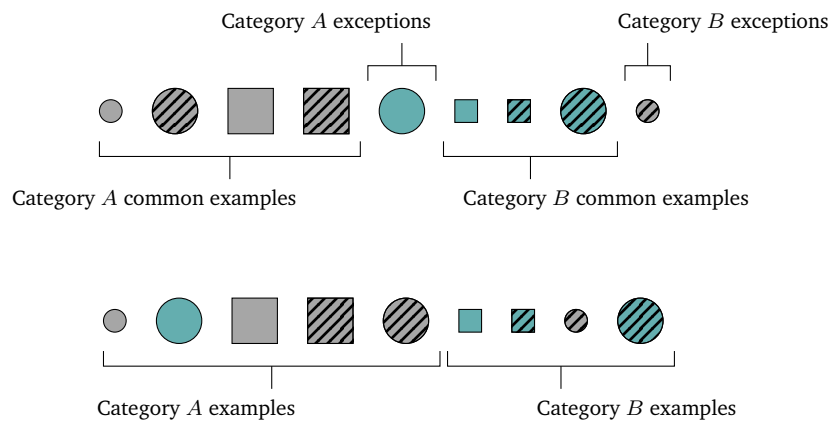 Category A exceptions
Category B exceptions
Category A common examples
Category B common examples
Category A examples
Category B examples